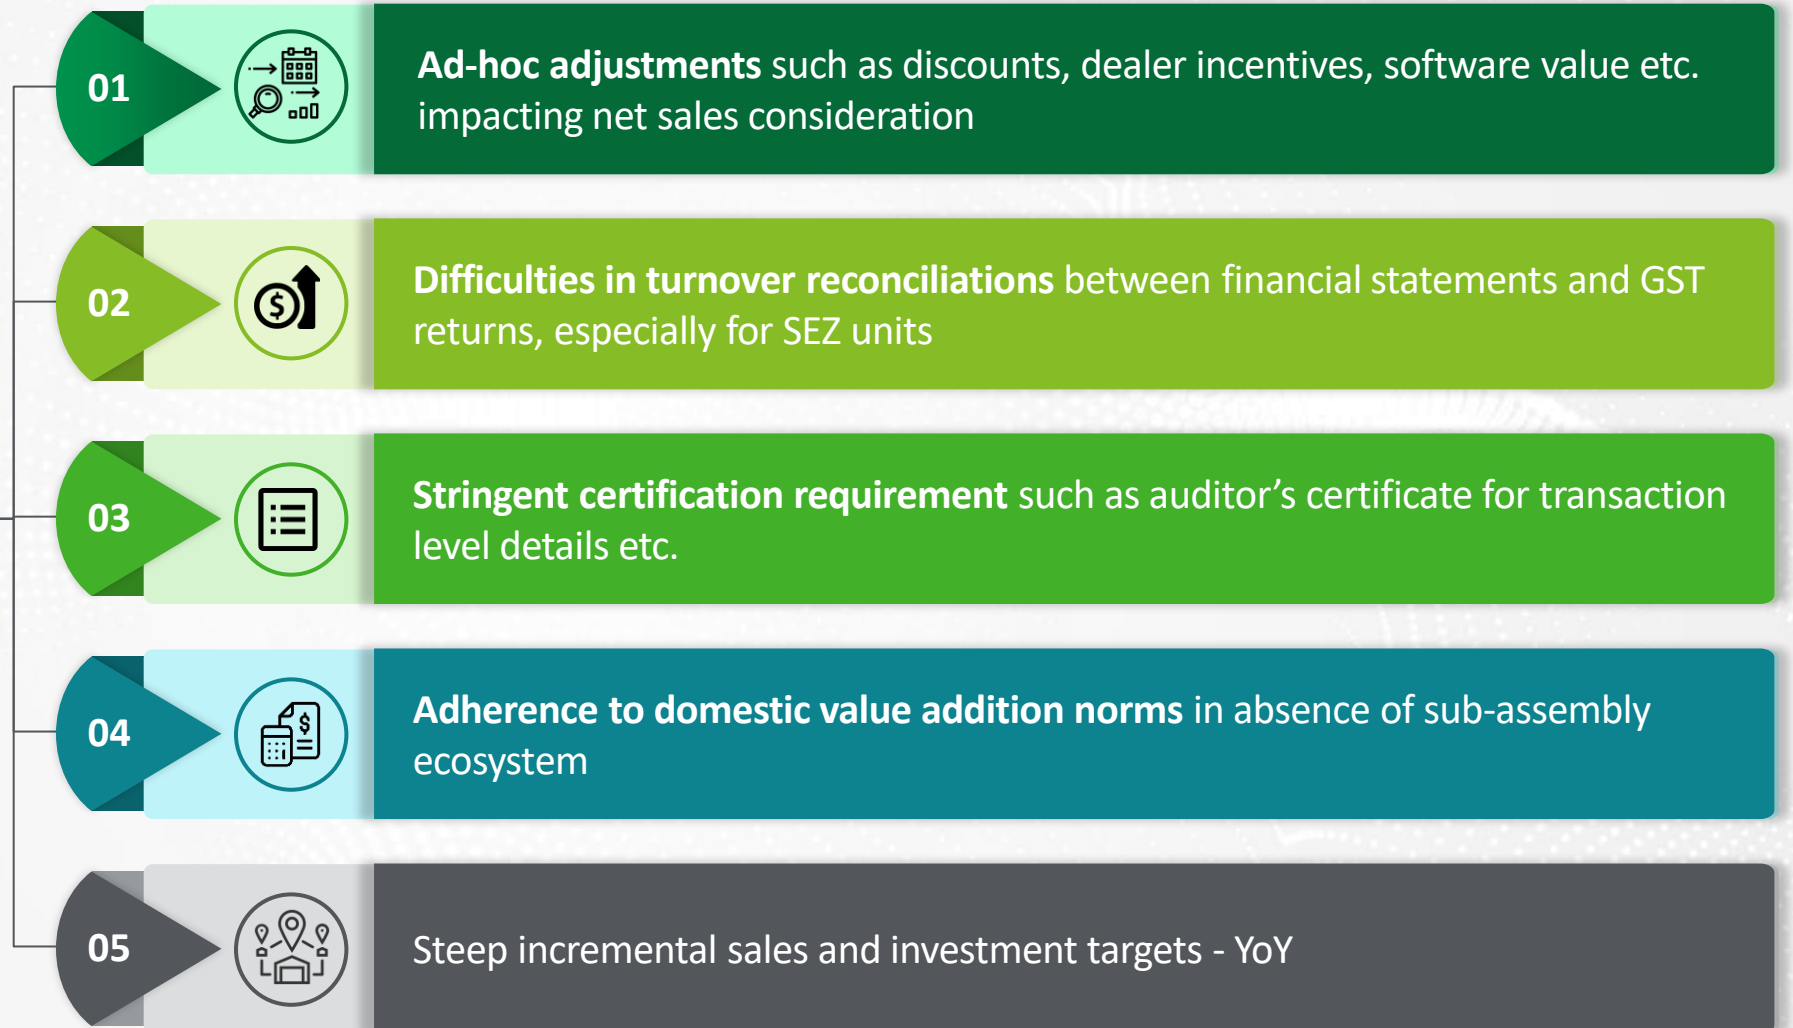 01
Ad-hoc adjustments such as discounts, dealer incentives, software value etc.
impacting net sales consideration
02
Difficulties in turnover reconciliations between financial statements and GST
returns, especially for SEZ units
03
Stringent certification requirement such as auditor’s certificate for transaction
level details etc.
04
Adherence to domestic value addition norms in absence of sub-assembly
ecosystem
05
Steep incremental sales and investment targets - YoY